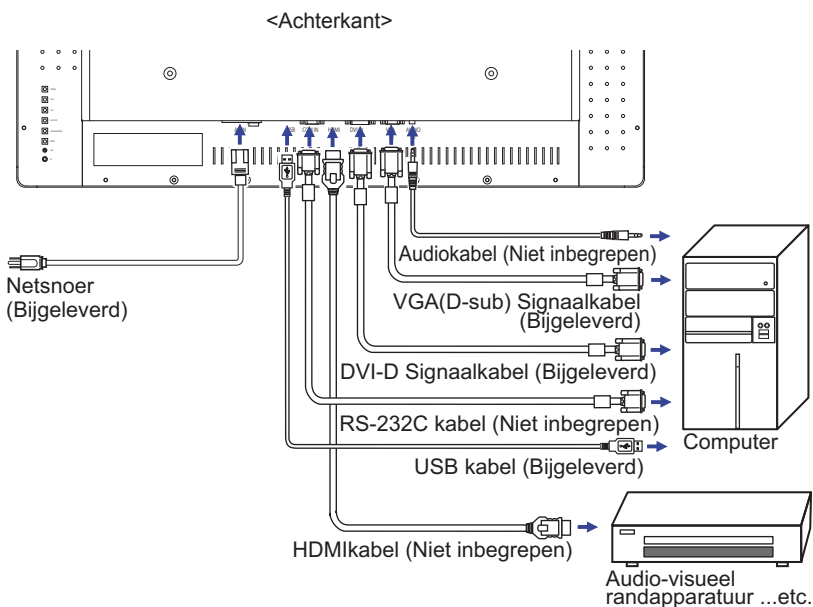 <Achterkant>
Audiokabel (Niet inbegrepen)
Netsnoer
(Bijgeleverd)
VGA(D-sub) Signaalkabel
(Bijgeleverd)
DVI-D Signaalkabel (Bijgeleverd)
RS-232C kabel (Niet inbegrepen)
Computer
USB kabel (Bijgeleverd)
HDMIkabel (Niet inbegrepen)
Audio-visueel
randapparatuur ...etc.